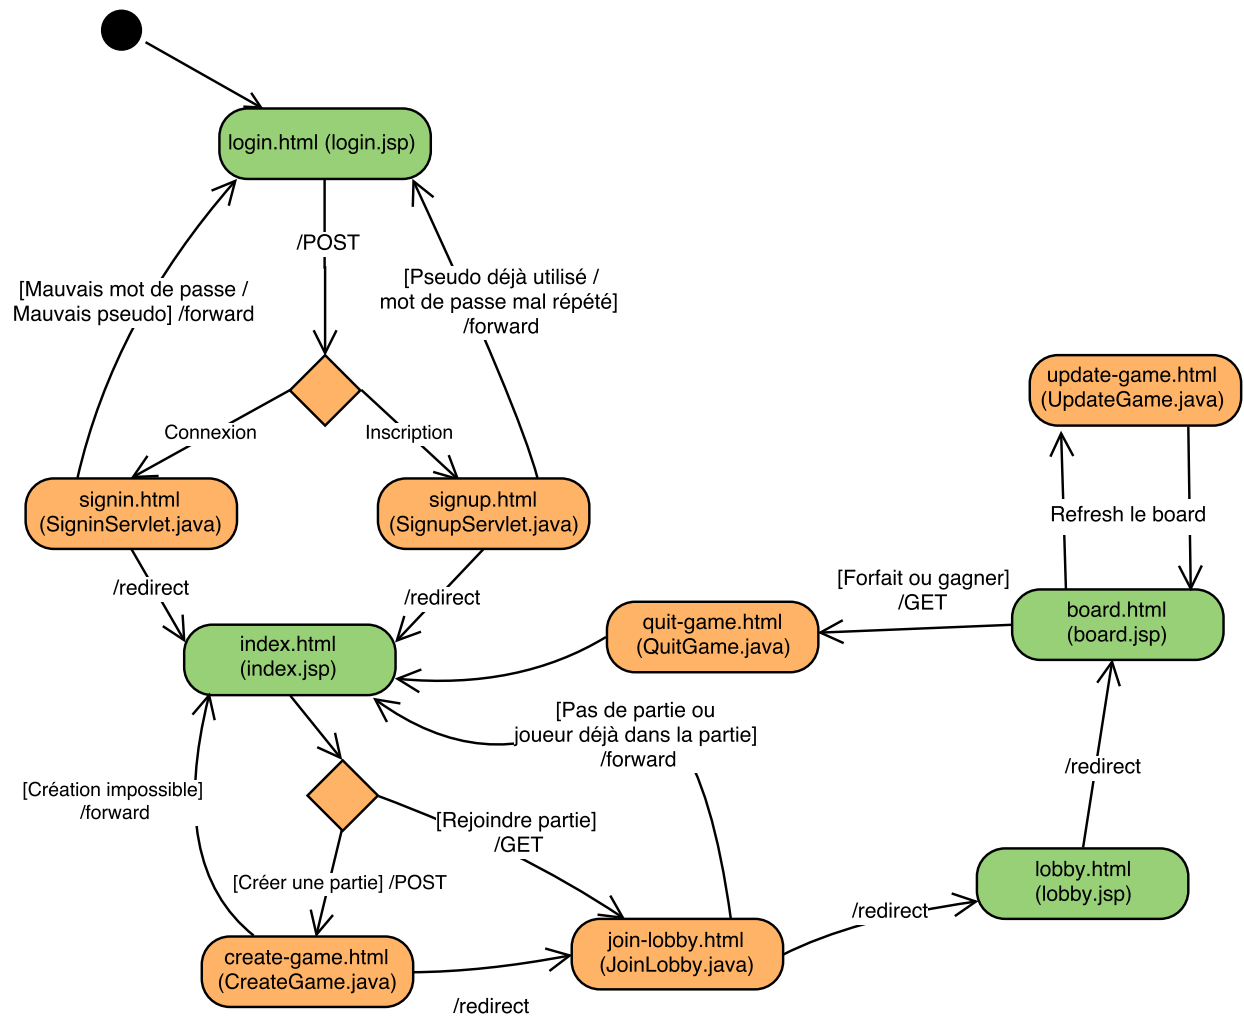 login.html (login.jsp)
/POST
[Mauvais mot de passe /
Mauvais pseudo] /forward
[Pseudo déjà utilisé /
mot de passe mal répété]
/forward
Connexion
Inscription
signin.html
(SigninServlet.java)
signup.html
(SignupServlet.java)
/redirect
/redirect
update-game.html
(UpdateGame.java)
Refresh le board
[Forfait ou gagner]
/GET
board.html
(board.jsp)
quit-game.html
(QuitGame.java)
index.html
(index.jsp)
[Pas de partie ou
joueur déjà dans la partie]
/forward
[Création impossible]
/forward
[Rejoindre partie]
/GET
[Créer une partie] /POST
/redirect
lobby.html
(lobby.jsp)
/redirect
join-lobby.html
(JoinLobby.java)
create-game.html
(CreateGame.java)
/redirect